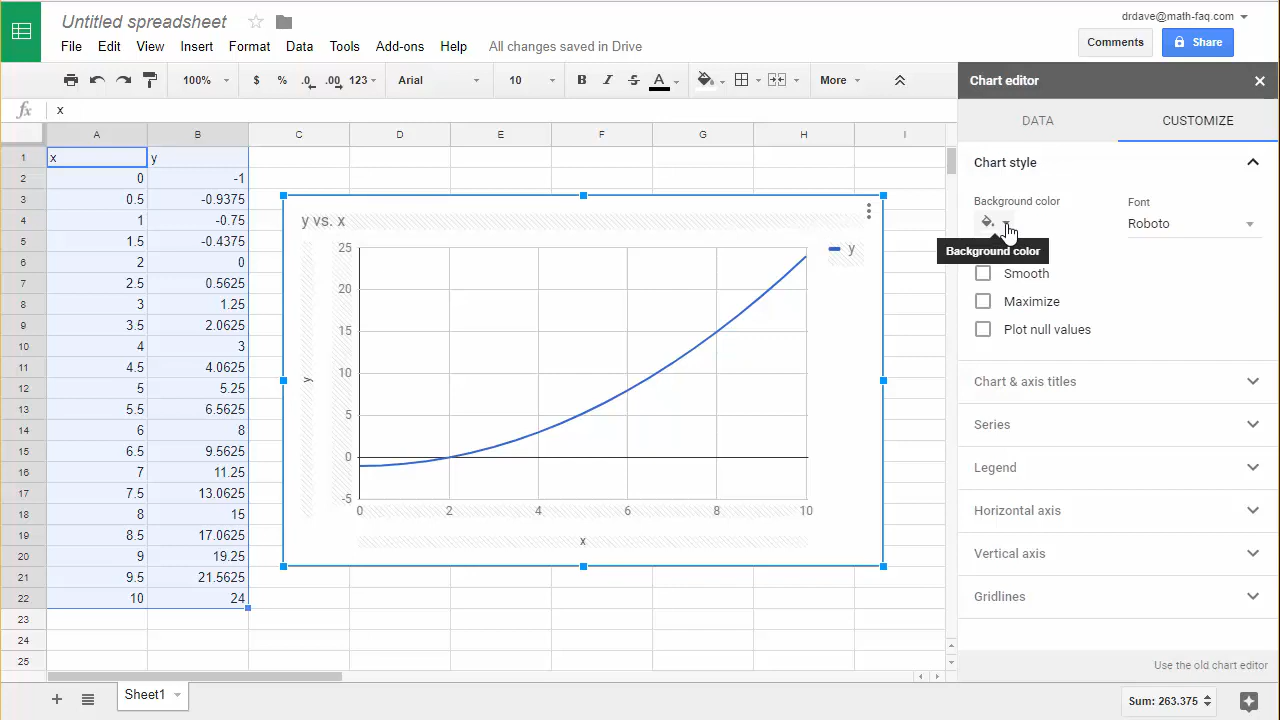 Untitled spreadsheet
drdave@math-faq.com
File Edit View Insert Format Data Tools Add-ons Help All changes saved in Drive
Comments
Share
100% $ % .0 .00 123 Arial 10 B I S A More
Chart editor
fx x
DATA CUSTOMIZE
A B C D E F G H I
1 x y
2 0 -1
3 0.5 -0.9375
4 1 -0.75
5 1.5 -0.4375
6 2 0
7 2.5 0.5625
8 3 1.25
9 3.5 2.0625
10 4 3
11 4.5 4.0625
12 5 5.25
13 5.5 6.5625
14 6 8
15 6.5 9.5625
16 7 11.25
17 7.5 13.0625
18 8 15
19 8.5 17.0625
20 9 19.25
21 9.5 21.5625
22 10 24
23
24
25
y vs. x
y
25
20
15
10
5
0
-5
0 2 4 6 8 10
x
y
Chart style
Background color
Font
Roboto
Background color
Smooth
Maximize
Plot null values
Chart & axis titles
Series
Legend
Horizontal axis
Vertical axis
Gridlines
Use the old chart editor
Sheet1
Sum: 263.375